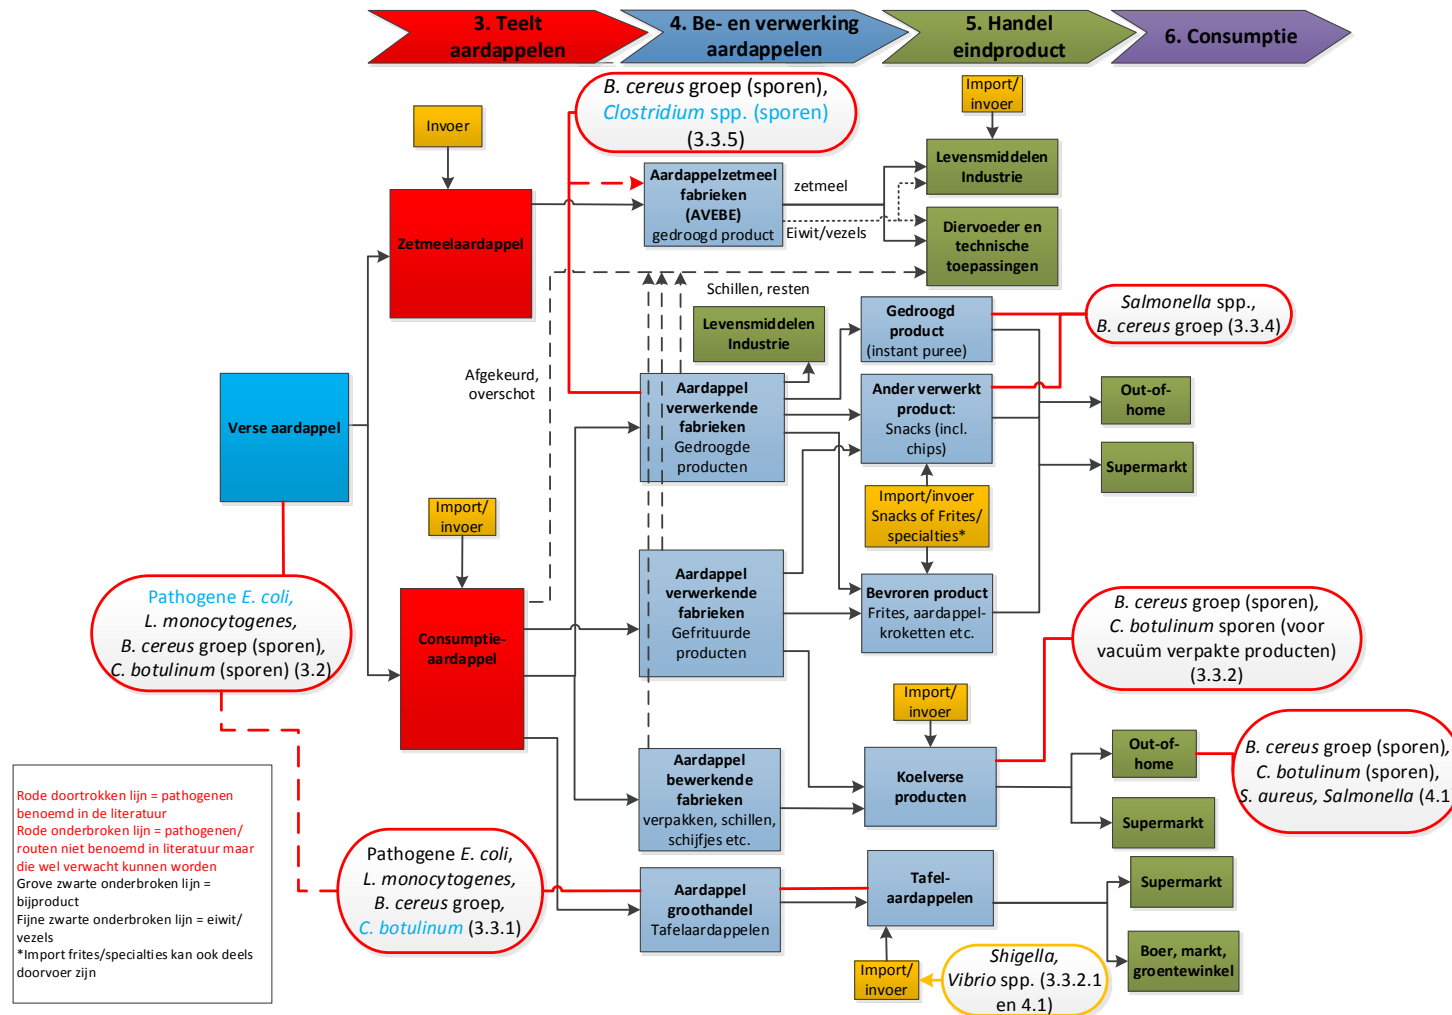 3. Teelt
aardappelen
4. Be- en verwerking
aardappelen
5. Handel
eindproduct
6. Consumptie
B. cereus groep (sporen),
Clostridium spp. (sporen)
(3.3.5)
Import/
invoer
Invoer
Levensmiddelen
Industrie
Aardappelzetmeel
fabrieken
(AVEBE)
gedroogd product
zetmeel
Eiwit/vezels
Zetmeelaardappel
Diervoeder en
technische
toepassingen
Schillen, resten
Levensmiddelen
Industrie
Gedroogd
product
(instant puree)
Salmonella spp.,
B. cereus groep (3.3.4)
Afgekeurd,
overschot
Aardappel
verwerkende
fabrieken
Gedroogde
producten
Ander verwerkt
product:
Snacks (incl.
chips)
Out-of-
home
Verse aardappel
Supermarkt
Import/
invoer
Import/invoer
Snacks of Frites/
specialties*
Pathogene E. coli,
L. monocytogenes,
B. cereus groep (sporen),
C. botulinum (sporen) (3.2)
Consumptie-
aardappel
Aardappel
verwerkende
fabrieken
Gefrituurde
producten
Bevroren product
Frites, aardappel-
kroketten etc.
B. cereus groep (sporen),
C. botulinum sporen (voor
vacuüm verpakte producten)
(3.3.2)
Import/
invoer
Aardappel
bewerkende
fabrieken
verpakken, schillen,
schijfjes etc.
Koelverse
producten
Out-of-
home
B. cereus groep (sporen),
C. botulinum (sporen),
S. aureus, Salmonella (4.1
Supermarkt
Rode doortrokken lijn = pathogenen
benoemd in de literatuur
Rode onderbroken lijn = pathogenen/
routen niet benoemd in literatuur maar
die wel verwacht kunnen worden
Grove zwarte onderbroken lijn =
bijproduct
Fijne zwarte onderbroken lijn = eiwit/
vezels
*Import frites/specialties kan ook deels
doorvoer zijn
Pathogene E. coli,
L. monocytogenes,
B. cereus groep,
C. botulinum (3.3.1)
Aardappel
groothandel
Tafelaardappelen
Tafel-
aardappelen
Supermarkt
Boer, markt,
groentewinkel
Import/
invoer
Shigella,
Vibrio spp. (3.3.2.1
en 4.1)